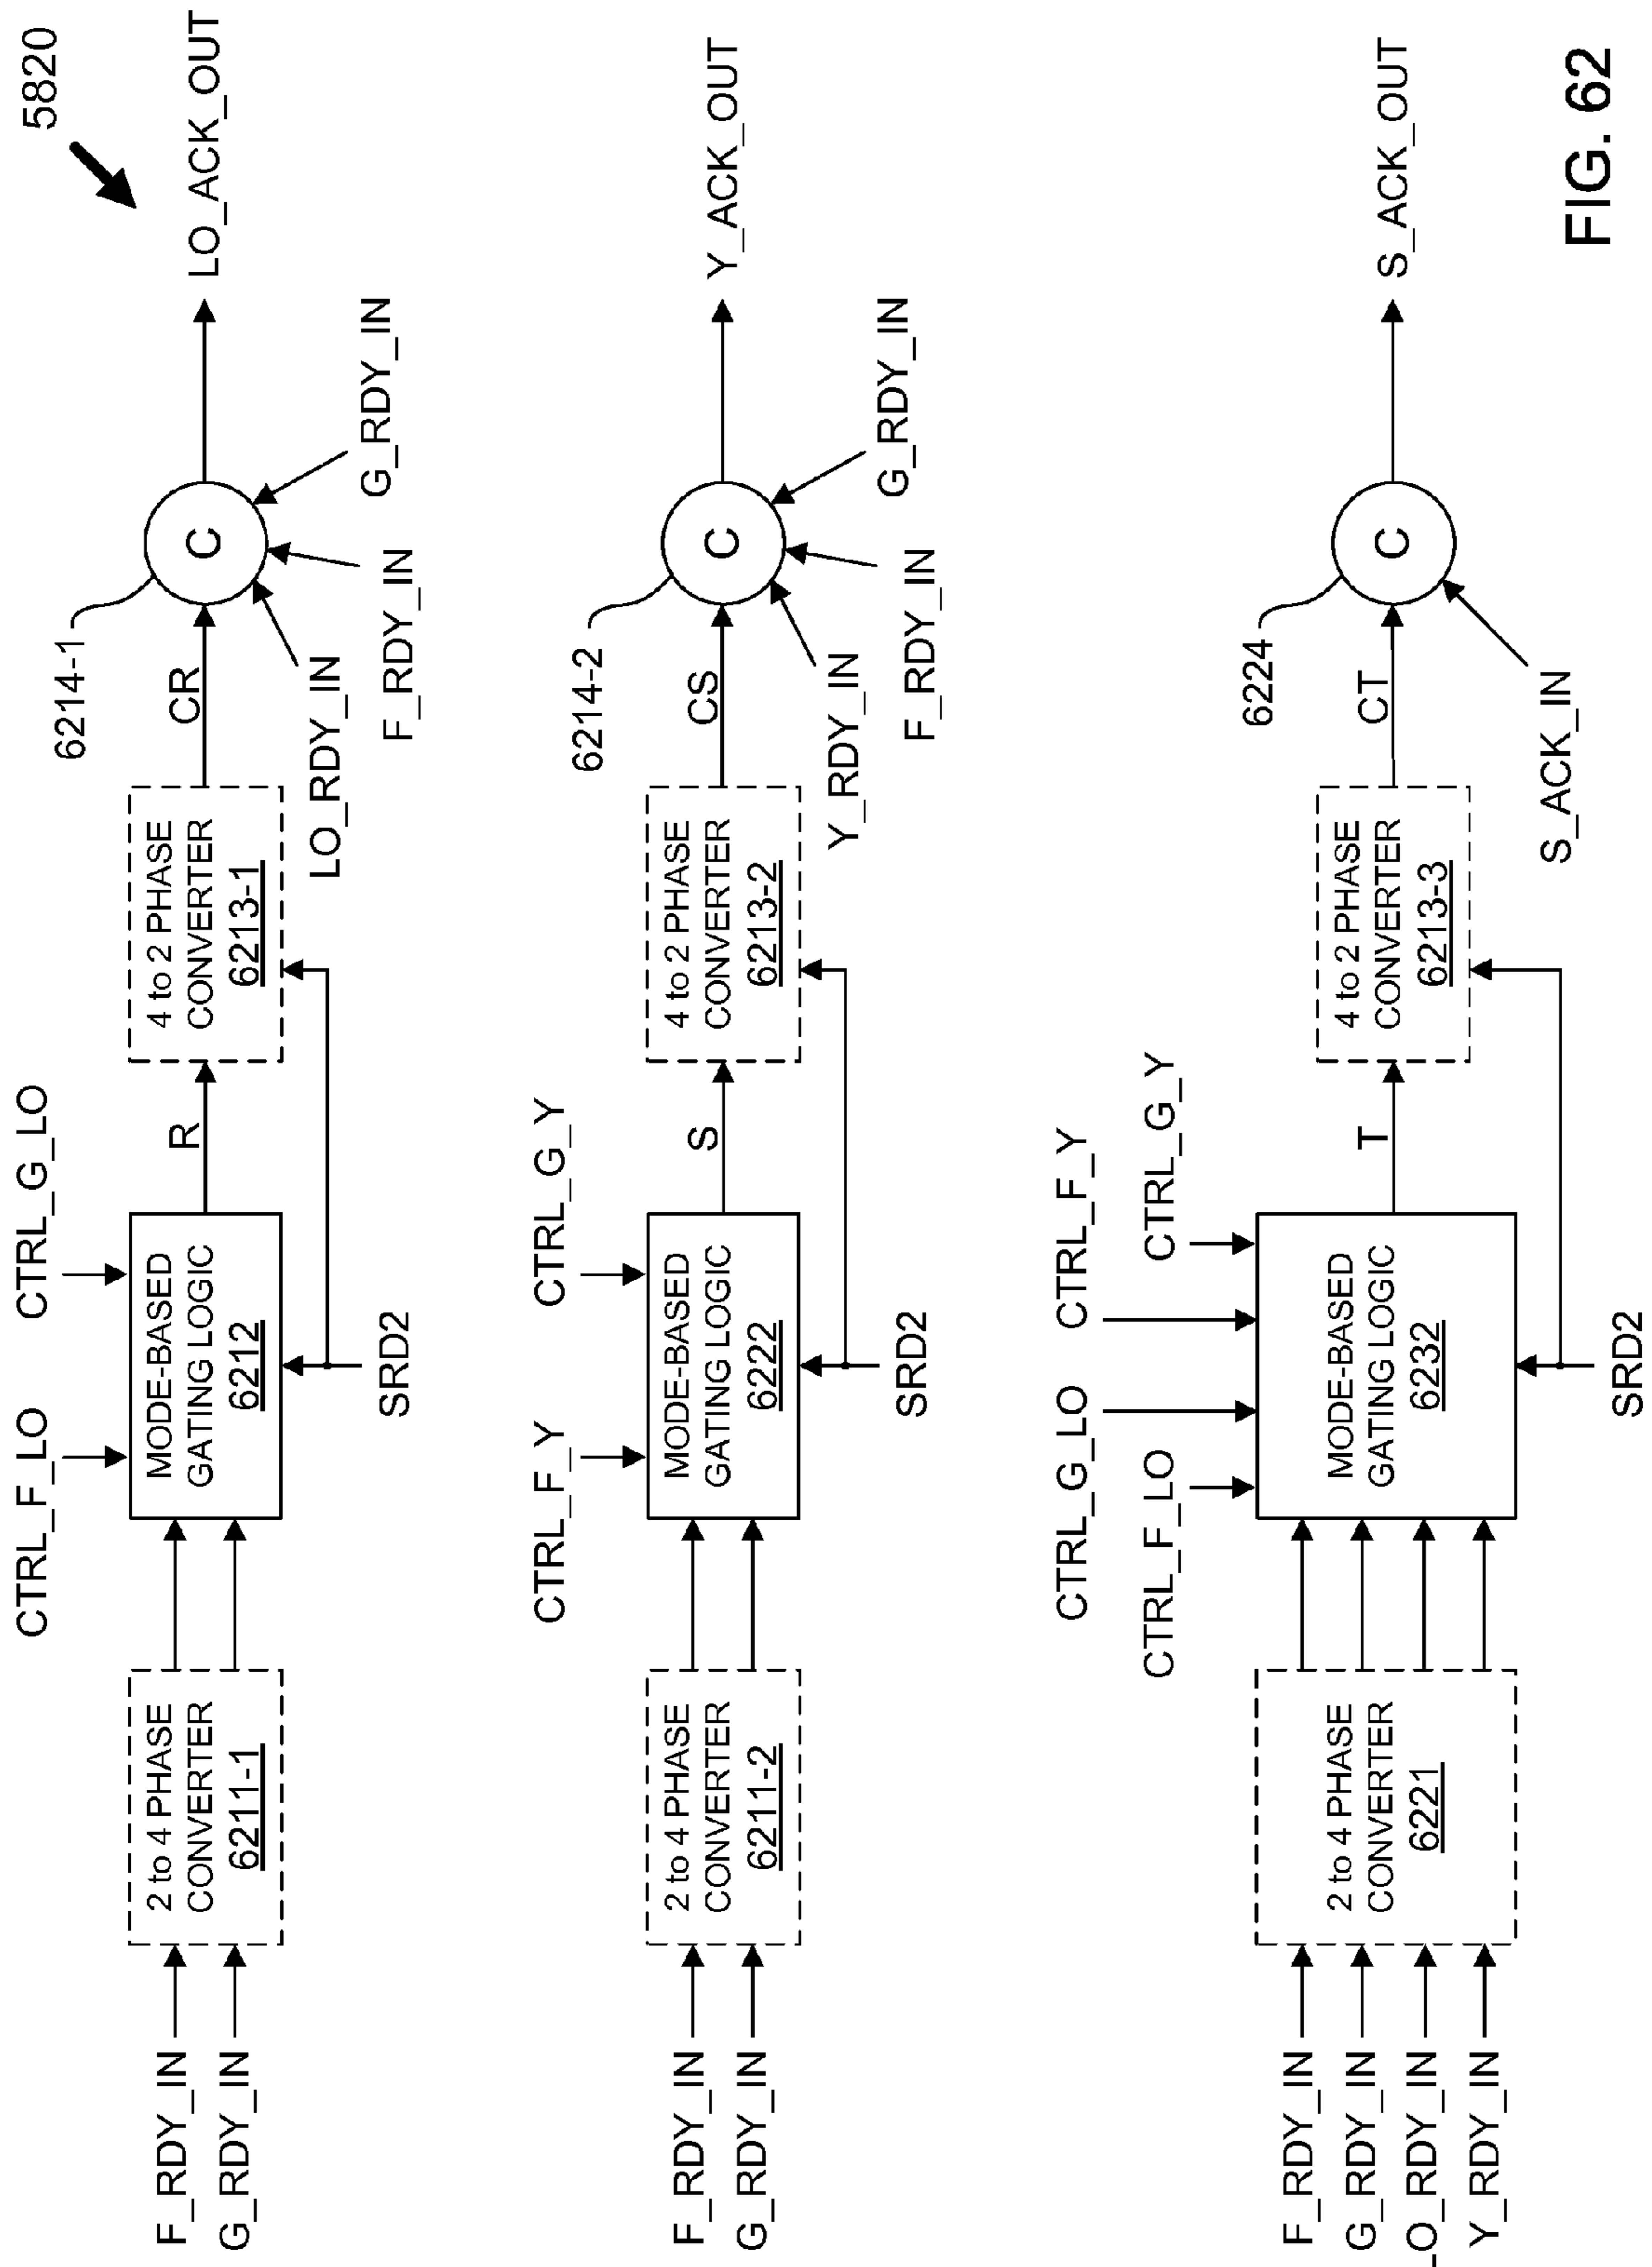 5820
F_RDY_IN
G_RDY_IN
2 to 4 PHASE
CONVERTER
6211-1
CTRL_F_LO
CTRL_G_LO
MODE-BASED
GATING LOGIC
6212
SRD2
R
4 to 2 PHASE
CONVERTER
6213-1
CR
6214-1
C
LO_RDY_IN
F_RDY_IN
G_RDY_IN
LO_ACK_OUT
F_RDY_IN
G_RDY_IN
2 to 4 PHASE
CONVERTER
6211-2
CTRL_F_Y
CTRL_G_Y
MODE-BASED
GATING LOGIC
6222
SRD2
S
4 to 2 PHASE
CONVERTER
6213-2
CS
6214-2
C
Y_RDY_IN
F_RDY_IN
G_RDY_IN
Y_ACK_OUT
F_RDY_IN
G_RDY_IN
LO_RDY_IN
Y_RDY_IN
2 to 4 PHASE
CONVERTER
6221
CTRL_F_LO
CTRL_G_LO
CTRL_F_Y
CTRL_G_Y
MODE-BASED
GATING LOGIC
6232
SRD2
T
4 to 2 PHASE
CONVERTER
6213-3
CT
6224
C
S_ACK_IN
S_ACK_OUT
FIG. 62